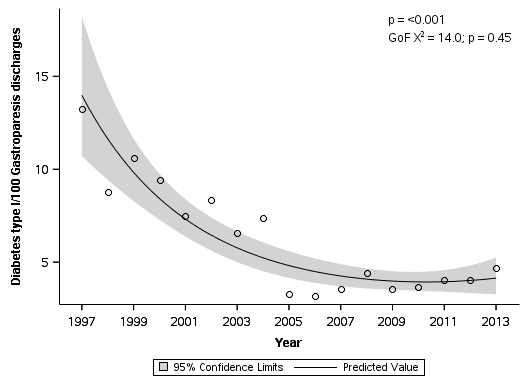 p = <0.001
GoF X² = 14.0; p = 0.45
Diabetes type I/100 Gastroparesis discharges
15
10
5
1997 1999 2001 2003 2005 2007 2009 2011 2013
Year
95% Confidence Limits Predicted Value